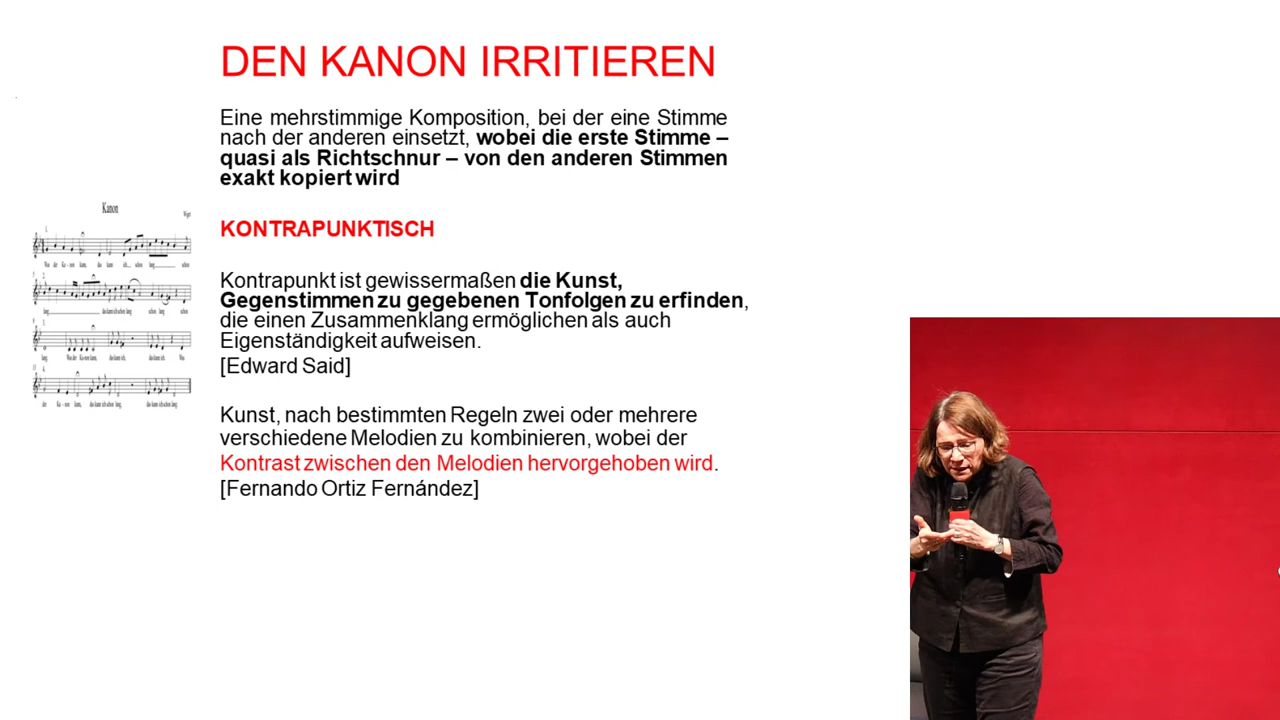 DEN KANON IRRITIEREN
Eine mehrstimmige Komposition, bei der eine Stimme
nach der anderen einsetzt, wobei die erste Stimme –
quasi als Richtschnur – von den anderen Stimmen
exakt kopiert wird
Kanon
KONTRAPUNKTISCH
Kontrapunkt ist gewissermaßen die Kunst,
Gegenstimmen zu gegebenen Tonfolgen zu erfinden,
die einen Zusammenklang ermöglichen als auch
Eigenständigkeit aufweisen.
[Edward Said]
Kunst, nach bestimmten Regeln zwei oder mehrere
verschiedene Melodien zu kombinieren, wobei der
Kontrast zwischen den Melodien hervorgehoben wird.
[Fernando Ortiz Fernández]